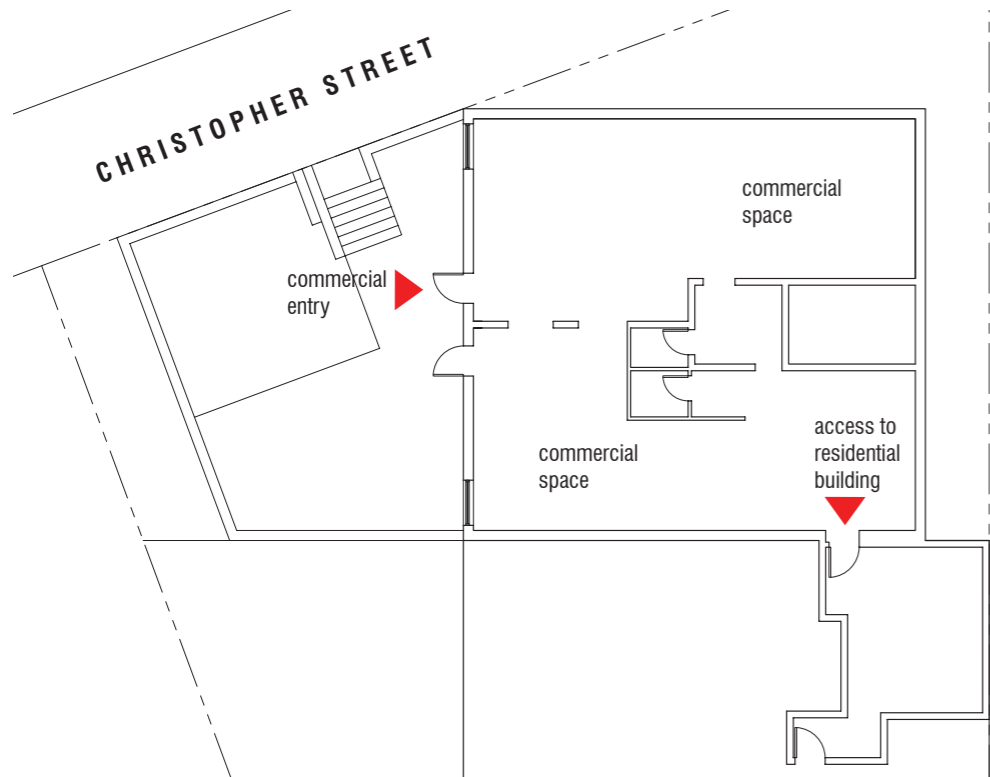 CHRISTOPHER STREET
commercial
space
commercial
entry
commercial
space
access to
residential
building